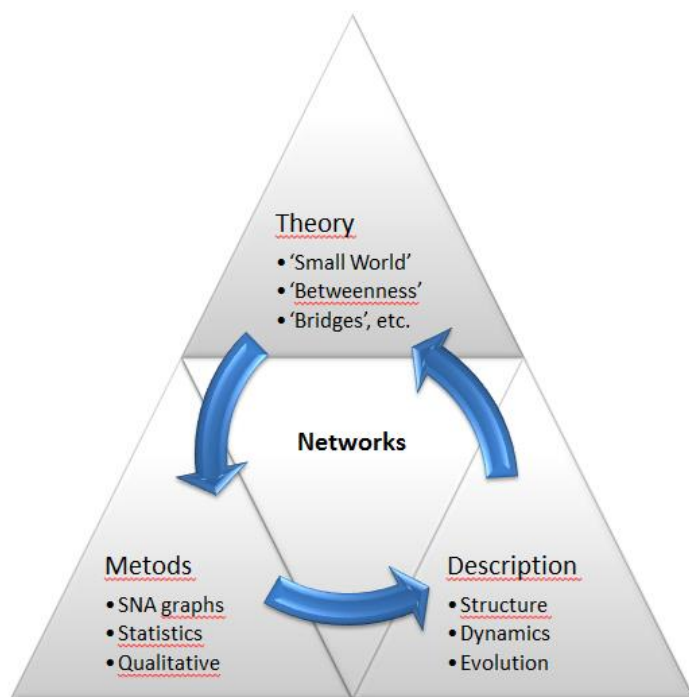 Theory
•‘Small World’
•‘Betweenness’
•‘Bridges’, etc.
Networks
Metods
•SNA graphs
•Statistics
•Qualitative
Description
•Structure
•Dynamics
•Evolution